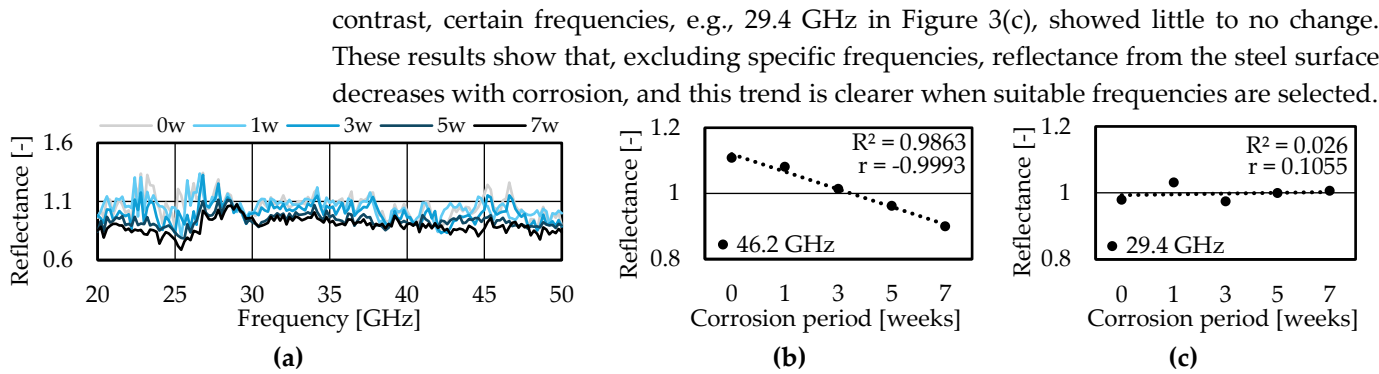 contrast, certain frequencies, e.g., 29.4 GHz in Figure 3(c), showed little to no change.
These results show that, excluding specific frequencies, reflectance from the steel surface
decreases with corrosion, and this trend is clearer when suitable frequencies are selected.
0w 1w 3w 5w 7w
Reflectance [-]
1.6
1.1
0.6
20 25 30 35 40 45 50
Frequency [GHz]
(a)
Reflectance [-]
1.2
1
0.8
R² = 0.9863
r = -0.9993
46.2 GHz
0 1 3 5 7
Corrosion period [weeks]
(b)
Reflectance [-]
1.2
1
0.8
R² = 0.026
r = 0.1055
29.4 GHz
0 1 3 5 7
Corrosion period [weeks]
(c)